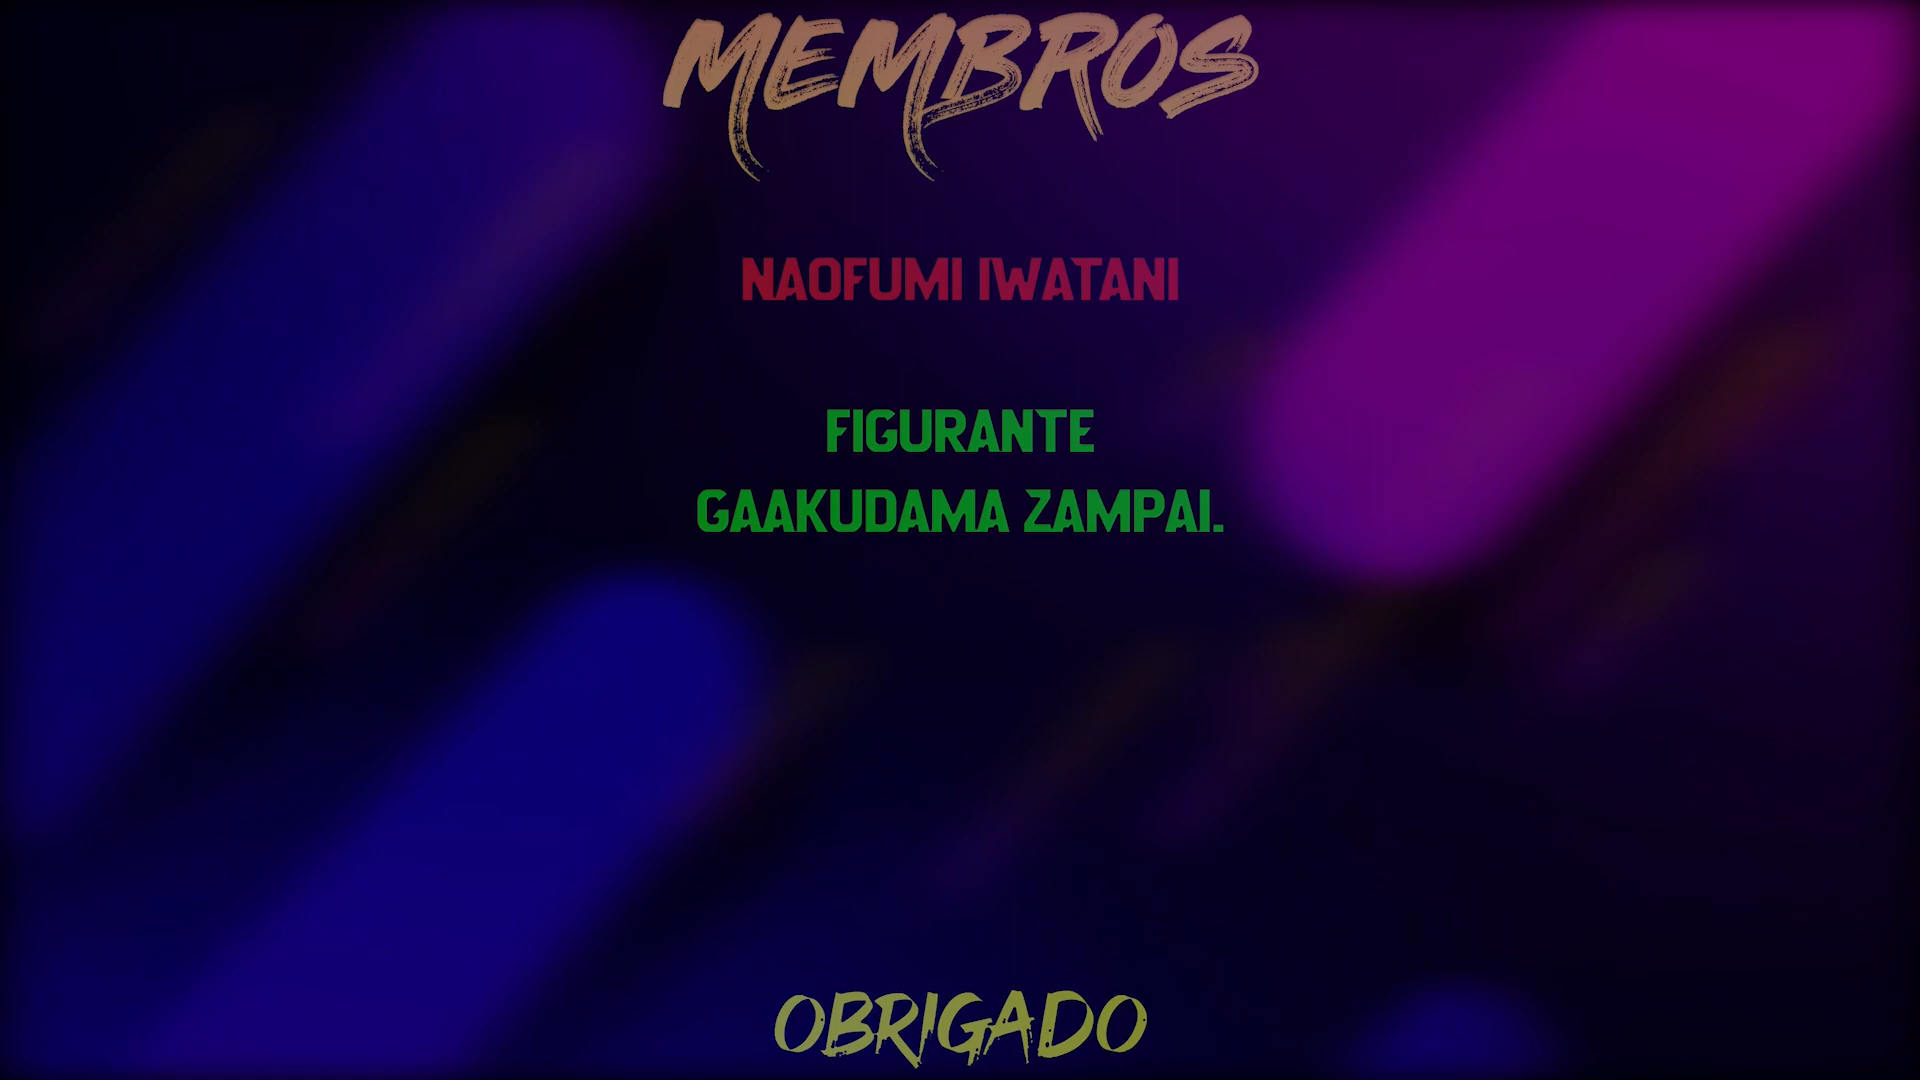 MEMBROS
NAOFUMI IWATANI
FIGURANTE
GAAKUDAMA ZAMPAI.
OBRIGADO